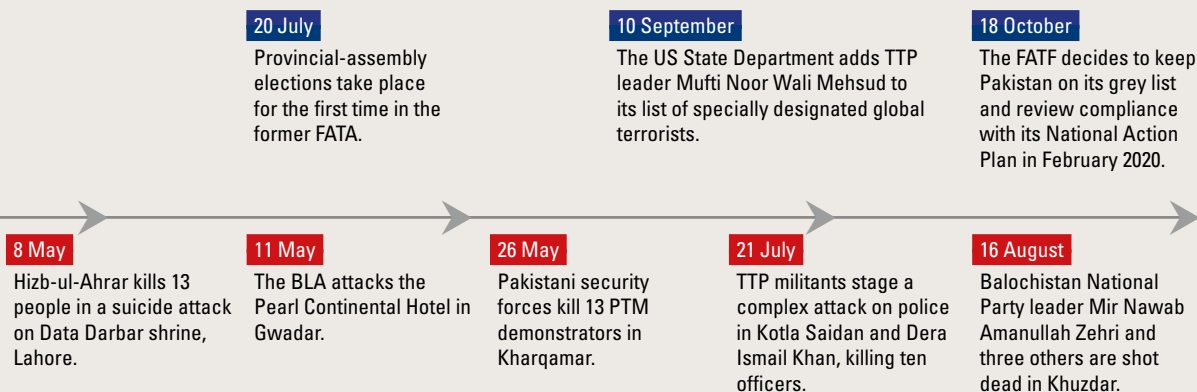 20 July
Provincial-assembly
elections take place
for the first time in the
former FATA.
10 September
The US State Department adds TTP
leader Mufti Noor Wali Mehsud to
its list of specially designated global
terrorists.
18 October
The FATF decides to keep
Pakistan on its grey list
and review compliance
with its National Action
Plan in February 2020.
8 May
Hizb-ul-Ahrar kills 13
people in a suicide attack
on Data Darbar shrine,
Lahore.
11 May
The BLA attacks the
Pearl Continental Hotel in
Gwadar.
26 May
Pakistani security
forces kill 13 PTM
demonstrators in
Kharqamar.
21 July
TTP militants stage a
complex attack on police
in Kotla Saidan and Dera
Ismail Khan, killing ten
officers.
16 August
Balochistan National
Party leader Mir Nawab
Amanullah Zehri and
three others are shot
dead in Khuzdar.